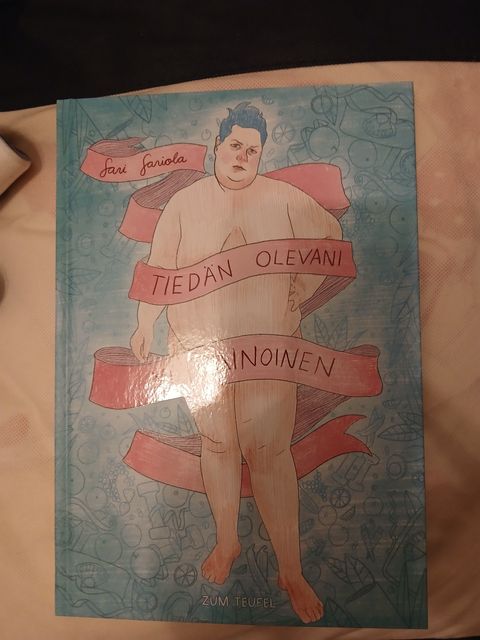 Sari Sariola
TIEDÄN OLEVANI
ZUM TEUFEL